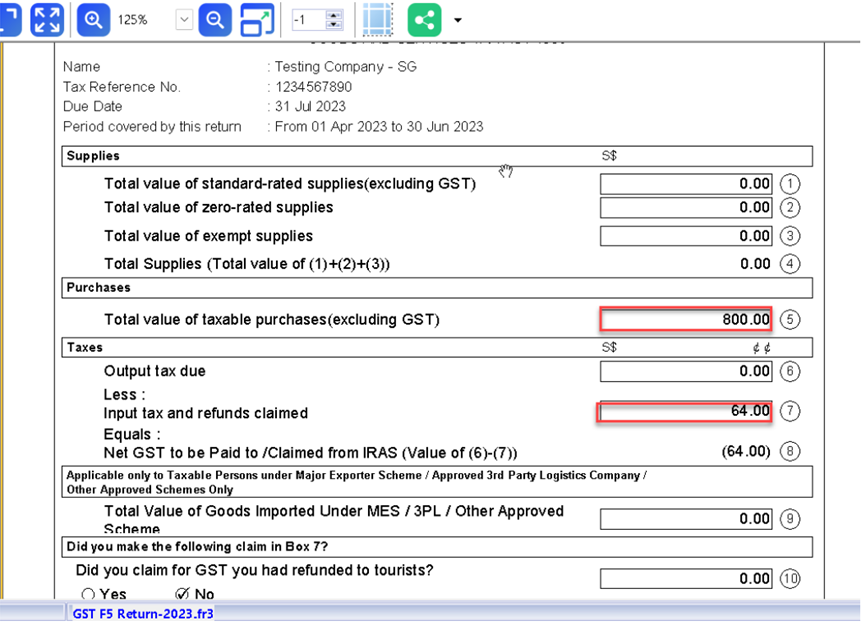 125%
-1
Name : Testing Company - SG
Tax Reference No. : 1234567890
Due Date : 31 Jul 2023
Period covered by this return : From 01 Apr 2023 to 30 Jun 2023
Supplies S$
Total value of standard-rated supplies(excluding GST) 0.00 1
Total value of zero-rated supplies 0.00 2
Total value of exempt supplies 0.00 3
Total Supplies (Total value of (1)+(2)+(3)) 0.00 4
Purchases
Total value of taxable purchases(excluding GST) 800.00 5
Taxes S$ ¢ ¢
Output tax due 0.00 6
Less :
Input tax and refunds claimed 64.00 7
Equals :
Net GST to be Paid to /Claimed from IRAS (Value of (6)-(7)) (64.00) 8
Applicable only to Taxable Persons under Major Exporter Scheme / Approved 3rd Party Logistics Company /
Other Approved Schemes Only
Total Value of Goods Imported Under MES / 3PL / Other Approved
Scheme 0.00 9
Did you make the following claim in Box 7?
Did you claim for GST you had refunded to tourists? 0.00 10
Yes No
GST F5 Return-2023.fr3